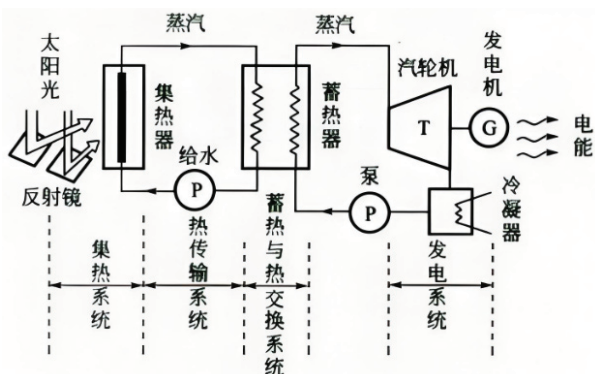 蒸汽
蒸汽
太阳光
集热器
蓄热器
汽轮机
发电机
T
G
电能
给水
P
泵
P
冷凝器
反射镜
集热系统
热传输系统
蓄热与热交换系统
发电系统